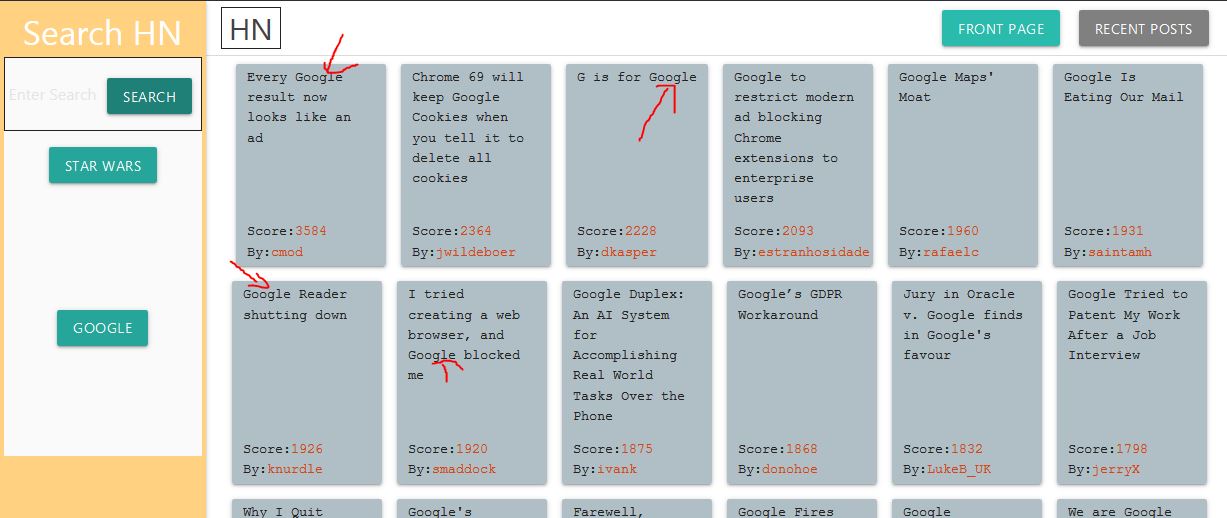 Search HN
Enter Search
SEARCH
STAR WARS
GOOGLE
HN
FRONT PAGE
RECENT POSTS
Every Google
result now
looks like an
ad
Score:3584
By:cmod
Chrome 69 will
keep Google
Cookies when
you tell it to
delete all
cookies
Score:2364
By:jwildeboer
G is for Google
Score:2228
By:dkasper
Google to
restrict modern
ad blocking
Chrome
extensions to
enterprise
users
Score:2093
By:estranhosidade
Google Maps'
Moat
Score:1960
By:rafaelc
Google Is
Eating Our Mail
Score:1931
By:saintamh
Google Reader
shutting down
Score:1926
By:knurdle
I tried
creating a web
browser, and
Google blocked
me
Score:1920
By:smaddock
Google Duplex:
An AI System
for
Accomplishing
Real World
Tasks Over the
Phone
Score:1875
By:ivank
Google’s GDPR
Workaround
Score:1868
By:donohoe
Jury in Oracle
v. Google finds
in Google's
favour
Score:1832
By:LukeB_UK
Google Tried to
Patent My Work
After a Job
Interview
Score:1798
By:jerryX
Why I Quit
Google's
Farewell,
Google Fires
Google
We are Google